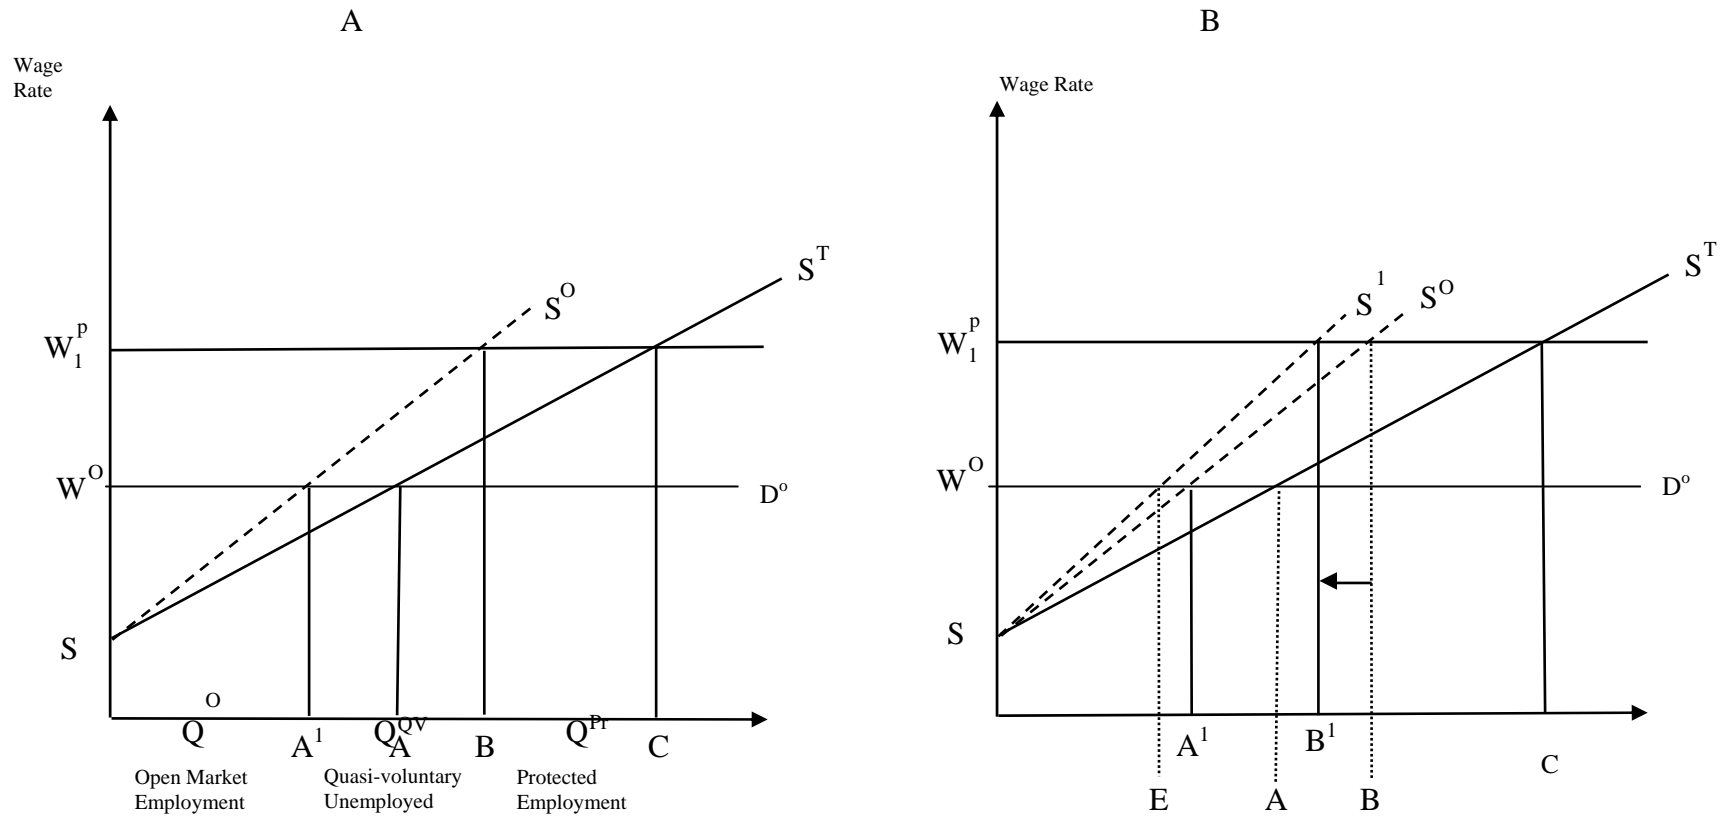 A
Wage
Rate
S^T
S^O
W_1^p
W^O
D^o
S
Q^O
A^1
Q^QV
A
B
Q^Pr
C
Open Market
Employment
Quasi-voluntary
Unemployed
Protected
Employment
B
Wage Rate
S^T
S^1
S^O
W_1^p
W^O
D^o
S
A^1
B^1
C
E
A
B